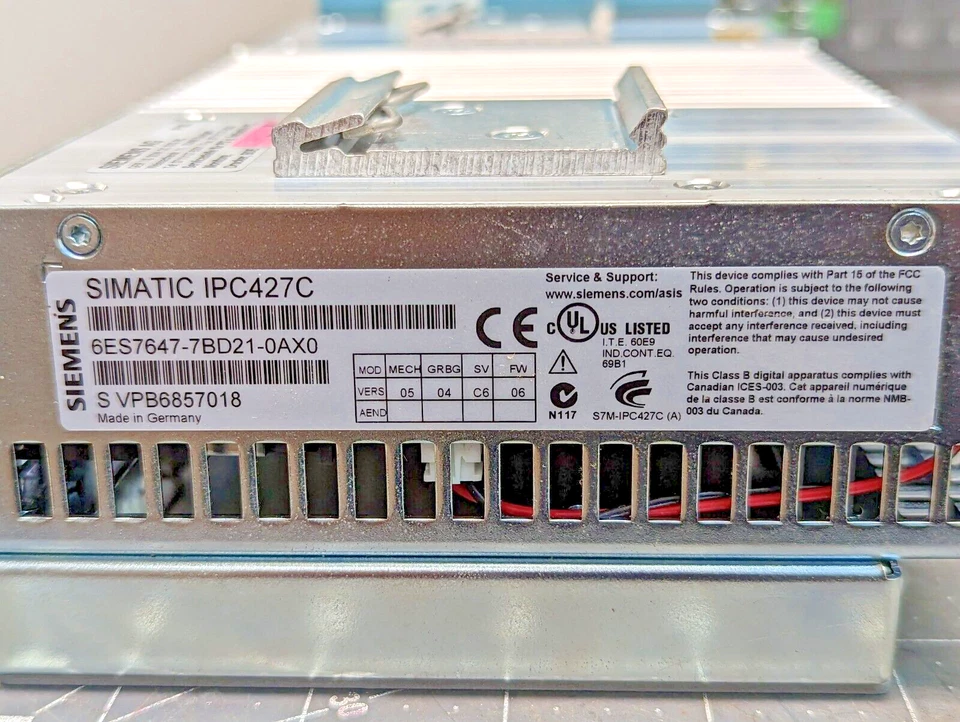 SIEMENS
SIMATIC IPC427C
6ES7647-7BD21-0AX0
S VPB6857018
Made in Germany
MOD MECH GRBG SV FW
VERS 05 04 C6 06
AEND
CE
Service & Support:
www.siemens.com/asis
c UL US LISTED
I.T.E. 60E9
IND.CONT.EQ.
69B1
N117
S7M-IPC427C (A)
This device complies with Part 15 of the FCC
Rules. Operation is subject to the following
two conditions: (1) this device may not cause
harmful interference, and (2) this device must
accept any interference received, including
interference that may cause undesired
operation.
This Class B digital apparatus complies with
Canadian ICES-003. Cet appareil numérique
de la classe B est conforme à la norme NMB-
003 du Canada.